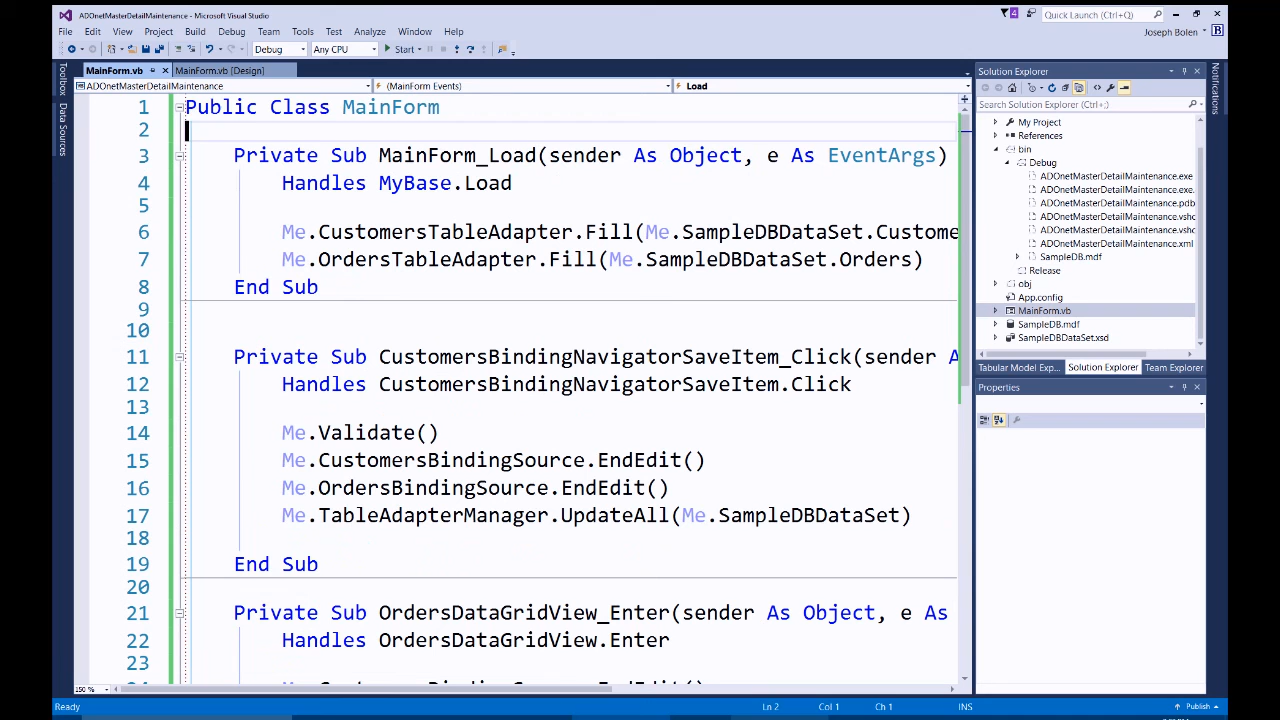 ADOnetMasterDetailMaintenance - Microsoft Visual Studio
4
Quick Launch (Ctrl+Q)
File Edit View Project Build Debug Team Tools Test Analyze Window Help
Joseph Bolen B
Debug Any CPU Start
Toolbox
Data Sources
MainForm.vb MainForm.vb [Design]
ADOnetMasterDetailMaintenance (MainForm Events) Load
1 Public Class MainForm
2
3 Private Sub MainForm_Load(sender As Object, e As EventArgs)
4 Handles MyBase.Load
5
6 Me.CustomersTableAdapter.Fill(Me.SampleDBDataSet.Custome
7 Me.OrdersTableAdapter.Fill(Me.SampleDBDataSet.Orders)
8 End Sub
9
10
11 Private Sub CustomersBindingNavigatorSaveItem_Click(sender A
12 Handles CustomersBindingNavigatorSaveItem.Click
13
14 Me.Validate()
15 Me.CustomersBindingSource.EndEdit()
16 Me.OrdersBindingSource.EndEdit()
17 Me.TableAdapterManager.UpdateAll(Me.SampleDBDataSet)
18
19 End Sub
20
21 Private Sub OrdersDataGridView_Enter(sender As Object, e As
22 Handles OrdersDataGridView.Enter
23
150 %
Solution Explorer
Search Solution Explorer (Ctrl+;)
My Project
References
bin
Debug
ADOnetMasterDetailMaintenance.exe
ADOnetMasterDetailMaintenance.exe.
ADOnetMasterDetailMaintenance.pdb
ADOnetMasterDetailMaintenance.vshc
ADOnetMasterDetailMaintenance.vshc
ADOnetMasterDetailMaintenance.xml
SampleDB.mdf
Release
obj
App.config
MainForm.vb
SampleDB.mdf
SampleDBDataSet.xsd
Tabular Model Exp... Solution Explorer Team Explorer
Properties
Notifications
Ready Ln 2 Col 1 Ch 1 INS Publish